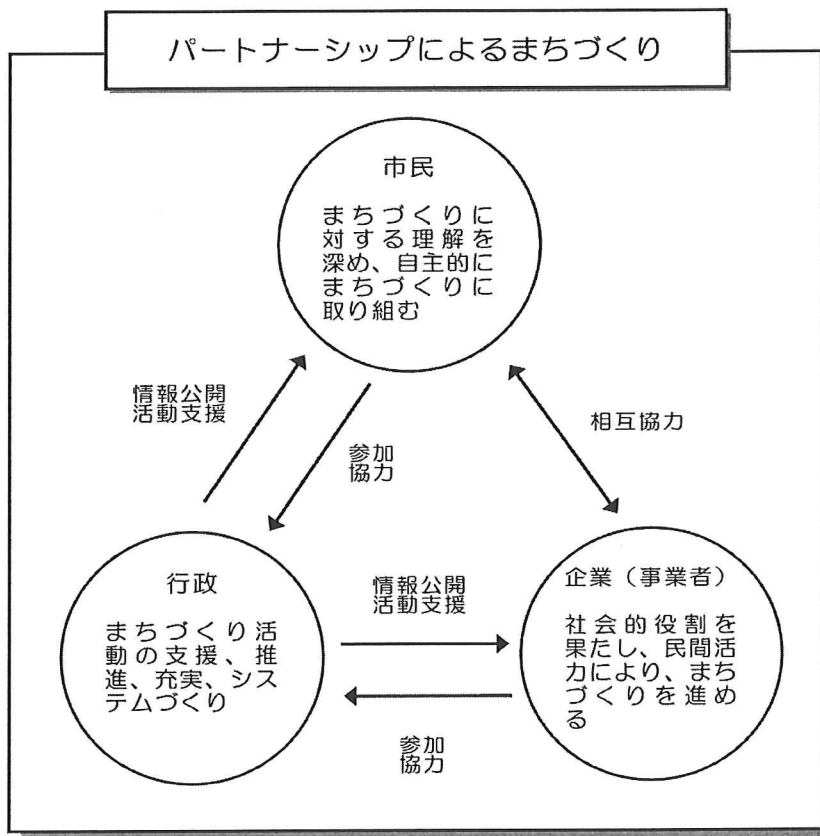 パートナーシップによるまちづくり
市民
まちづくりに
対する理解を
深め、自主的に
まちづくりに
取り組む
情報公開
活動支援
参加
協力
相互協力
行政
まちづくり活
動の支援、推
進、充実、シス
テムづくり
情報公開
活動支援
参加
協力
企業（事業者）
社会的役割を
果たし、民間活
力により、まち
づくりを進め
る